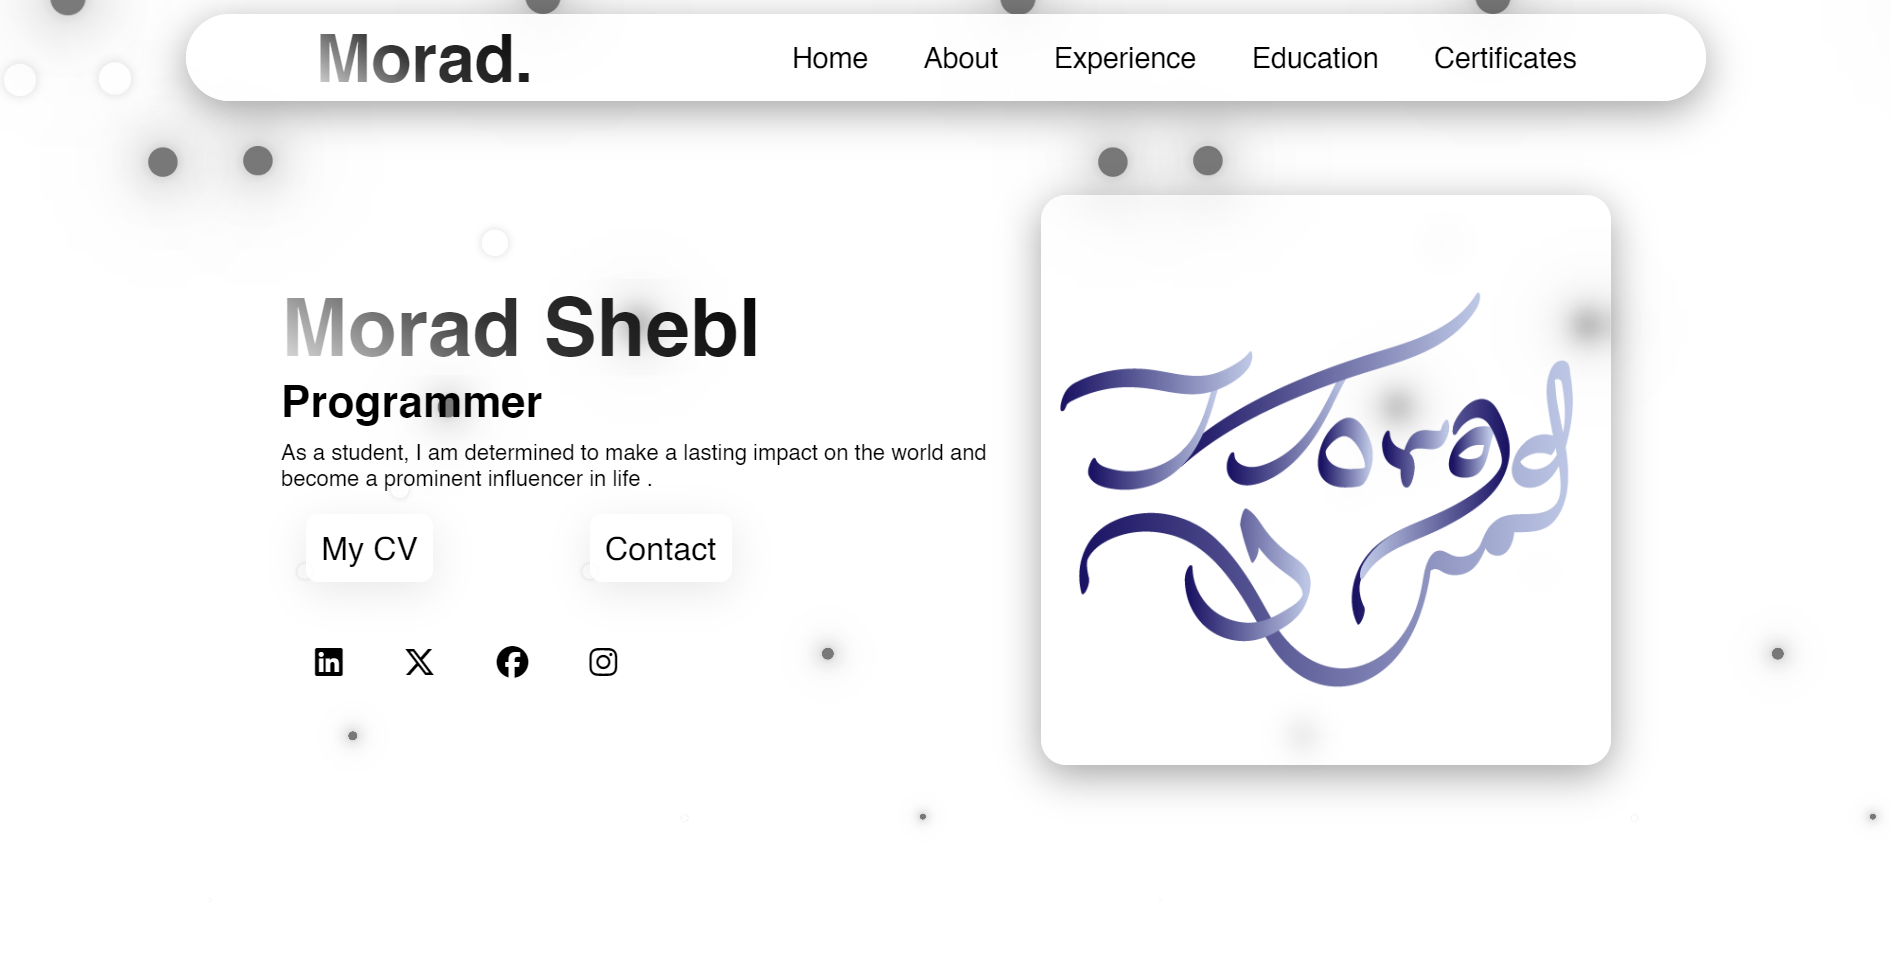 Morad.
Home About Experience Education Certificates
Morad Shebl
Programmer
As a student, I am determined to make a lasting impact on the world and
become a prominent influencer in life .
My CV Contact
Morad